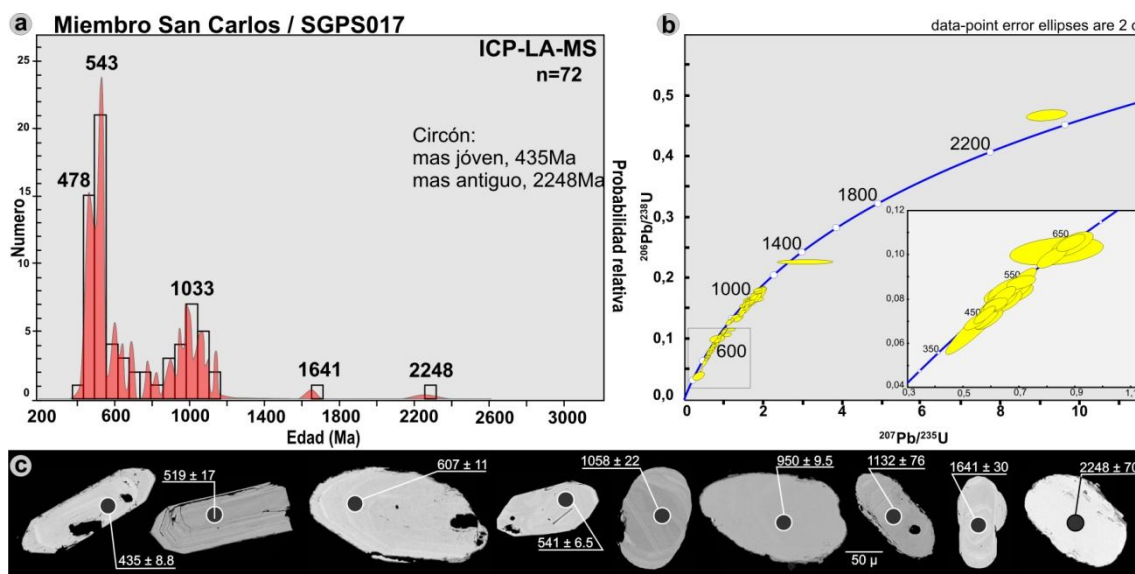 a
Miembro San Carlos / SGPS017
ICP-LA-MS
n=72
Circón:
mas jóven, 435Ma
mas antiguo, 2248Ma
543
478
1033
1641
2248
Numero
25
20
15
10
5
0
200 600 1000 1400 1800 2200 2600 3000
Edad (Ma)
Probabilidad relativa
b
data-point error ellipses are 2 σ
206Pb/238U
0,5
0,4
0,3
0,2
0,1
0,0
2200
1800
1400
1000
600
0 2 4 6 8 10
207Pb/235U
0,12
0,10
0,08
0,06
0,04
650
550
450
350
0,3 0,5 0,7 0,9 1,
c
519 ± 17
435 ± 8.8
607 ± 11
541 ± 6.5
1058 ± 22
950 ± 9.5
1132 ± 76
50 µ
1641 ± 30
2248 ± 70